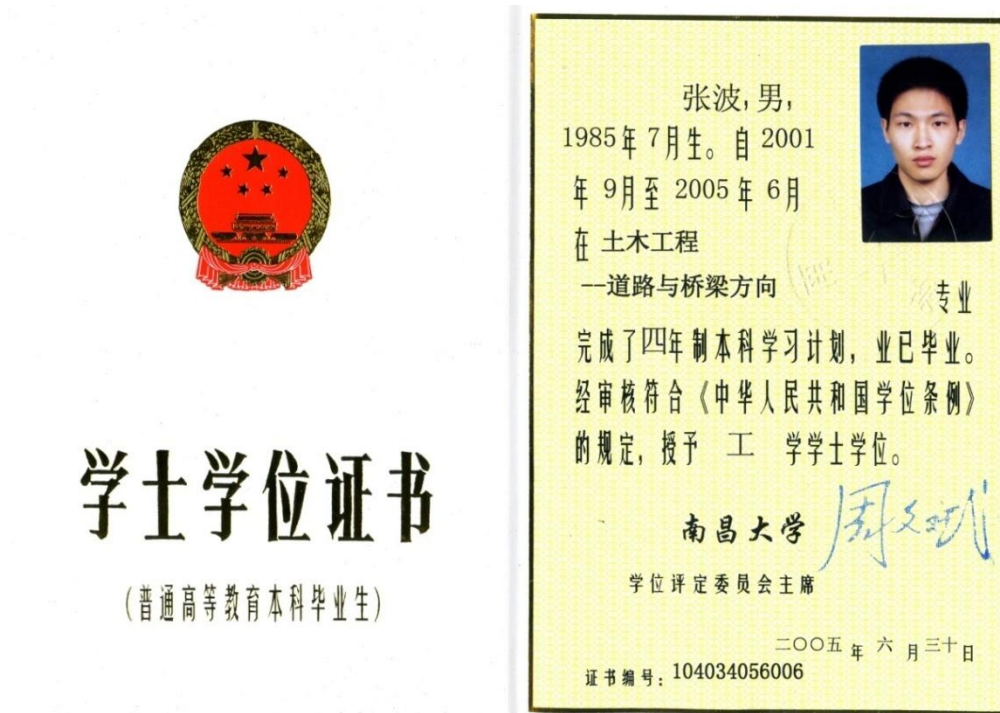 学士学位证书
(普通高等教育本科毕业生)
张波，男，
1985年7月生。自2001
年9月至2005年6月
在土木工程
--道路与桥梁方向
专业
完成了四年制本科学习计划，业已毕业。
经审核符合《中华人民共和国学位条例》
的规定，授予 工 学学士学位。
南昌大学
周文斌
学位评定委员会主席
二〇〇五年六月三十日
证书编号：104034056006